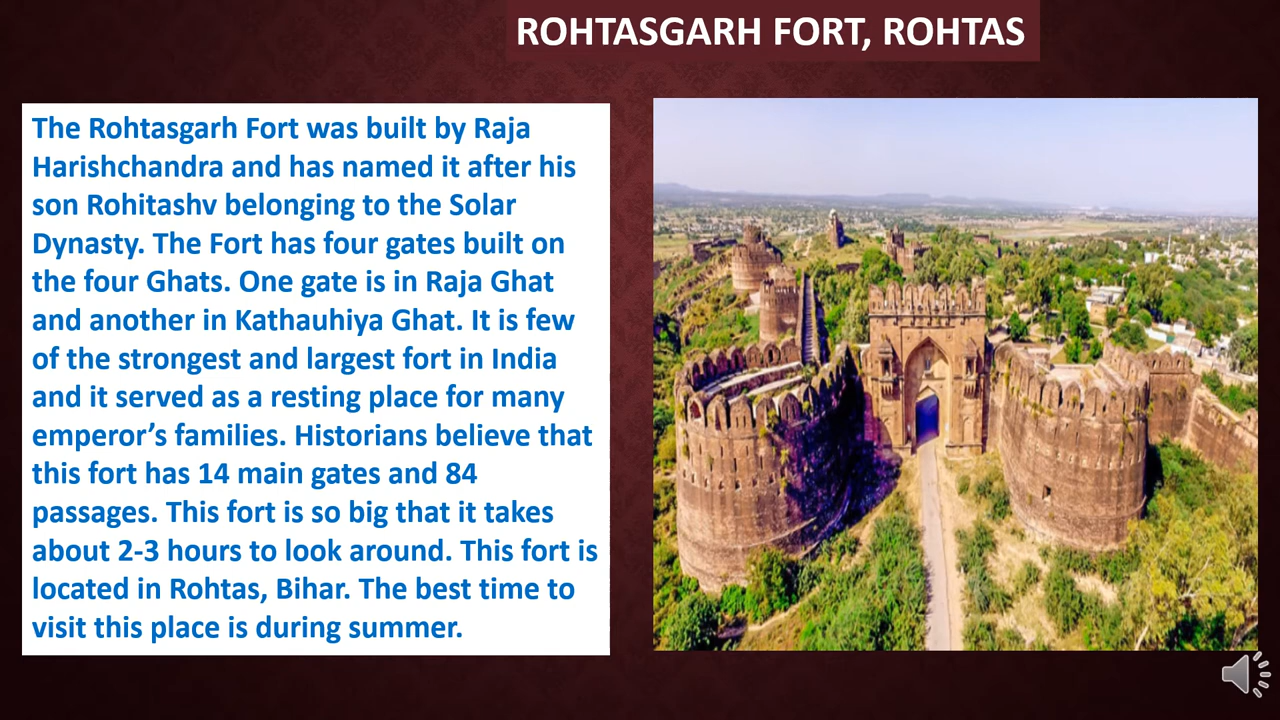 ROHTASGARH FORT, ROHTAS
The Rohtasgarh Fort was built by Raja
Harishchandra and has named it after his
son Rohitashv belonging to the Solar
Dynasty. The Fort has four gates built on
the four Ghats. One gate is in Raja Ghat
and another in Kathauhiya Ghat. It is few
of the strongest and largest fort in India
and it served as a resting place for many
emperor’s families. Historians believe that
this fort has 14 main gates and 84
passages. This fort is so big that it takes
about 2-3 hours to look around. This fort is
located in Rohtas, Bihar. The best time to
visit this place is during summer.